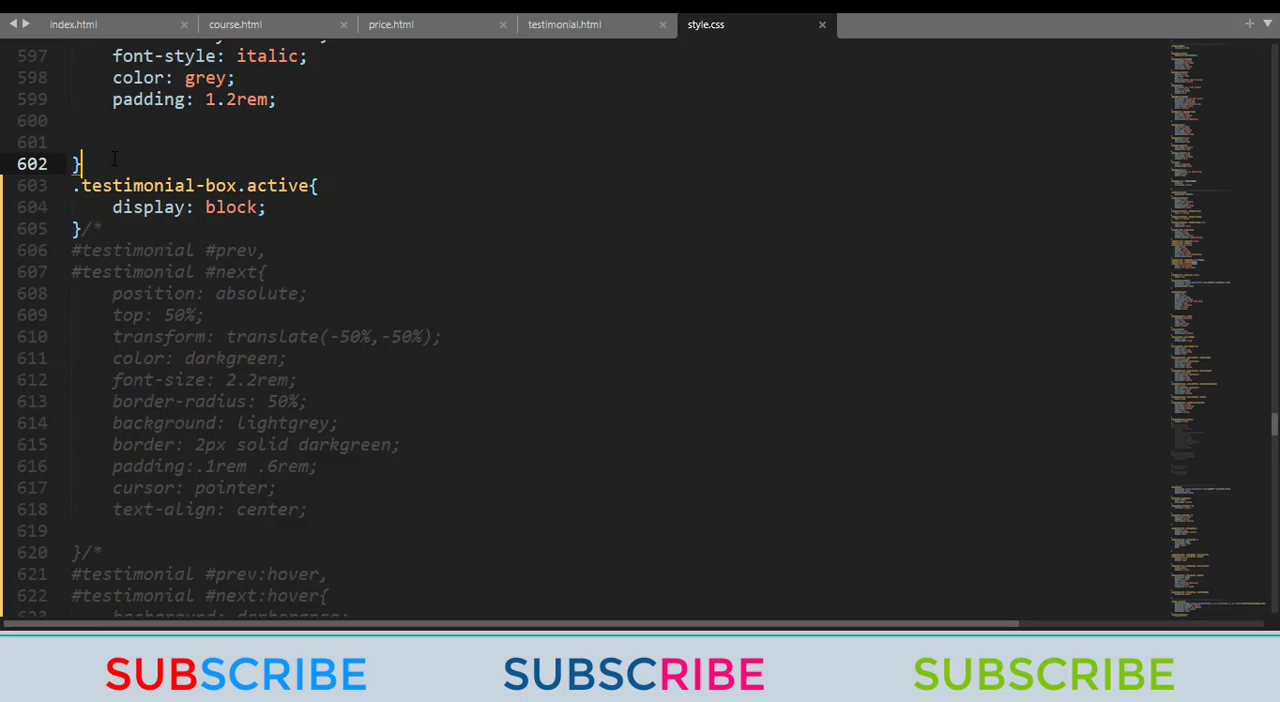 index.html × course.html × price.html × testimonial.html × style.css ×
597 font-style: italic;
598 color: grey;
599 padding: 1.2rem;
600
601
602 }
603 .testimonial-box.active{
604 display: block;
605 }/*
606 #testimonial #prev,
607 #testimonial #next{
608 position: absolute;
609 top: 50%;
610 transform: translate(-50%,-50%);
611 color: darkgreen;
612 font-size: 2.2rem;
613 border-radius: 50%;
614 background: lightgrey;
615 border: 2px solid darkgreen;
616 padding:.1rem .6rem;
617 cursor: pointer;
618 text-align: center;
619
620 }/*
621 #testimonial #prev:hover,
622 #testimonial #next:hover{
623 background: darkorange;
SUBSCRIBE SUBSCRIBE SUBSCRIBE